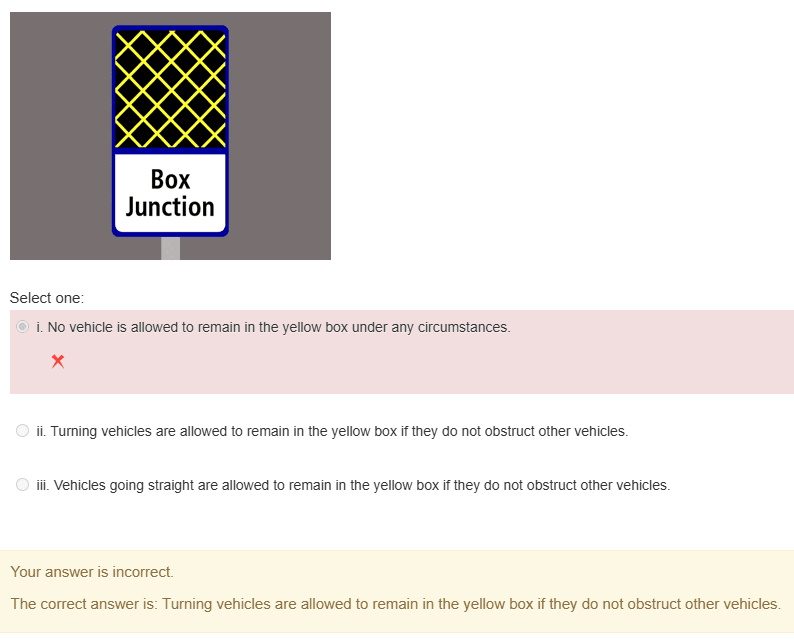 Box
Junction
Select one:
i. No vehicle is allowed to remain in the yellow box under any circumstances.
ii. Turning vehicles are allowed to remain in the yellow box if they do not obstruct other vehicles.
iii. Vehicles going straight are allowed to remain in the yellow box if they do not obstruct other vehicles.
Your answer is incorrect.
The correct answer is: Turning vehicles are allowed to remain in the yellow box if they do not obstruct other vehicles.